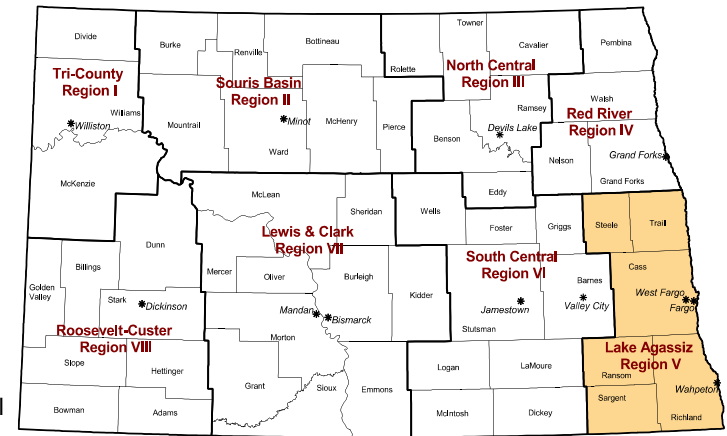 Divide
Burke
Renville
Bottineau
Rolette
Towner
Cavalier
Pembina
Tri-County
Region I
Williams
Williston
Souris Basin
Region II
Mountrail
Minot
Ward
McHenry
Pierce
North Central
Region III
Ramsey
Devils Lake
Benson
Walsh
Red River
Region IV
Nelson
Grand Forks
Grand Forks
McKenzie
McLean
Sheridan
Wells
Eddy
Foster
Griggs
Steele
Trail
Dunn
Lewis & Clark
Region VII
Mercer
Oliver
Burleigh
Kidder
South Central
Region VI
Barnes
Valley City
Jamestown
Stutsman
Cass
West Fargo
Fargo
Golden
Valley
Billings
Stark
Dickinson
Mandan
Bismarck
Morton
Roosevelt-Custer
Region VIII
Slope
Hettinger
Grant
Sioux
Emmons
Logan
LaMoure
Lake Agassiz
Region V
Ransom
Wahpeton
Sargent
Bowman
Adams
McIntosh
Dickey
Richland